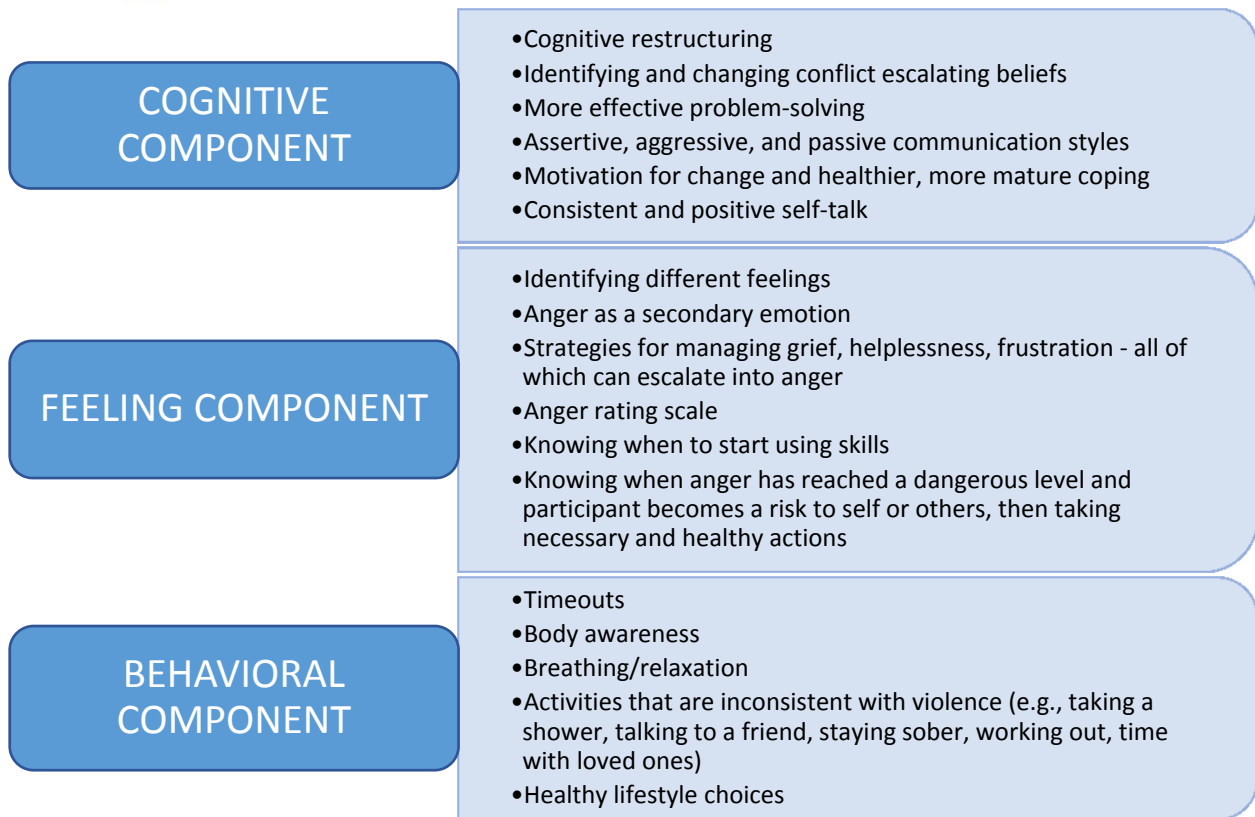 COGNITIVE
COMPONENT
•Cognitive restructuring
•Identifying and changing conflict escalating beliefs
•More effective problem-solving
•Assertive, aggressive, and passive communication styles
•Motivation for change and healthier, more mature coping
•Consistent and positive self-talk
FEELING COMPONENT
•Identifying different feelings
•Anger as a secondary emotion
•Strategies for managing grief, helplessness, frustration - all of
which can escalate into anger
•Anger rating scale
•Knowing when to start using skills
•Knowing when anger has reached a dangerous level and
participant becomes a risk to self or others, then taking
necessary and healthy actions
BEHAVIORAL
COMPONENT
•Timeouts
•Body awareness
•Breathing/relaxation
•Activities that are inconsistent with violence (e.g., taking a
shower, talking to a friend, staying sober, working out, time
with loved ones)
•Healthy lifestyle choices